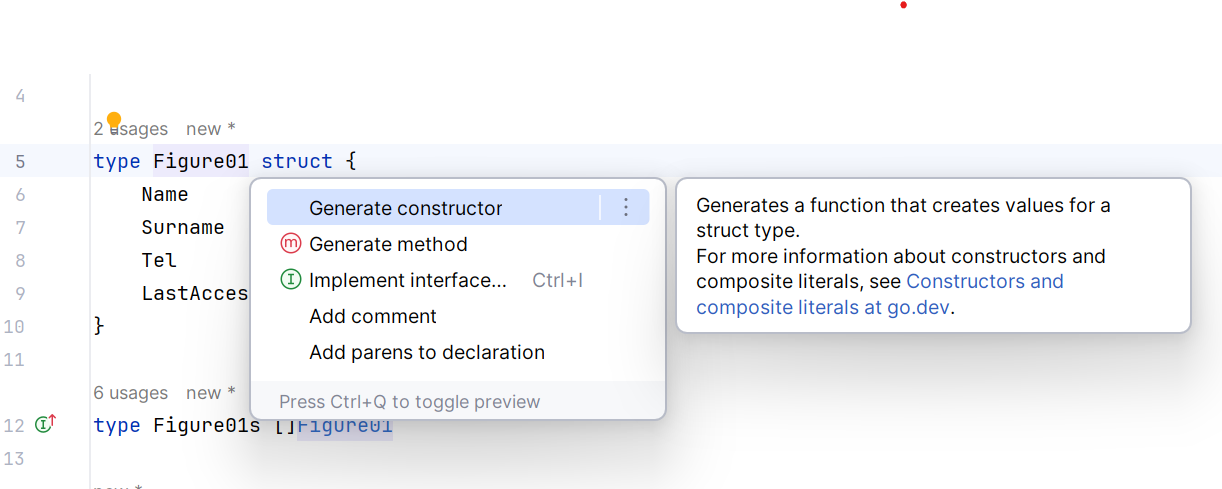 4
2 usages new *
5 type Figure01 struct {
6 Name
7 Surname
8 Tel
9 LastAcces
10 }
11
6 usages new *
12 type Figure01s []Figure01
13
new *
Generate constructor
Generate method
Implement interface... Ctrl+I
Add comment
Add parens to declaration
Press Ctrl+Q to toggle preview
Generates a function that creates values for a
struct type.
For more information about constructors and
composite literals, see Constructors and
composite literals at go.dev.